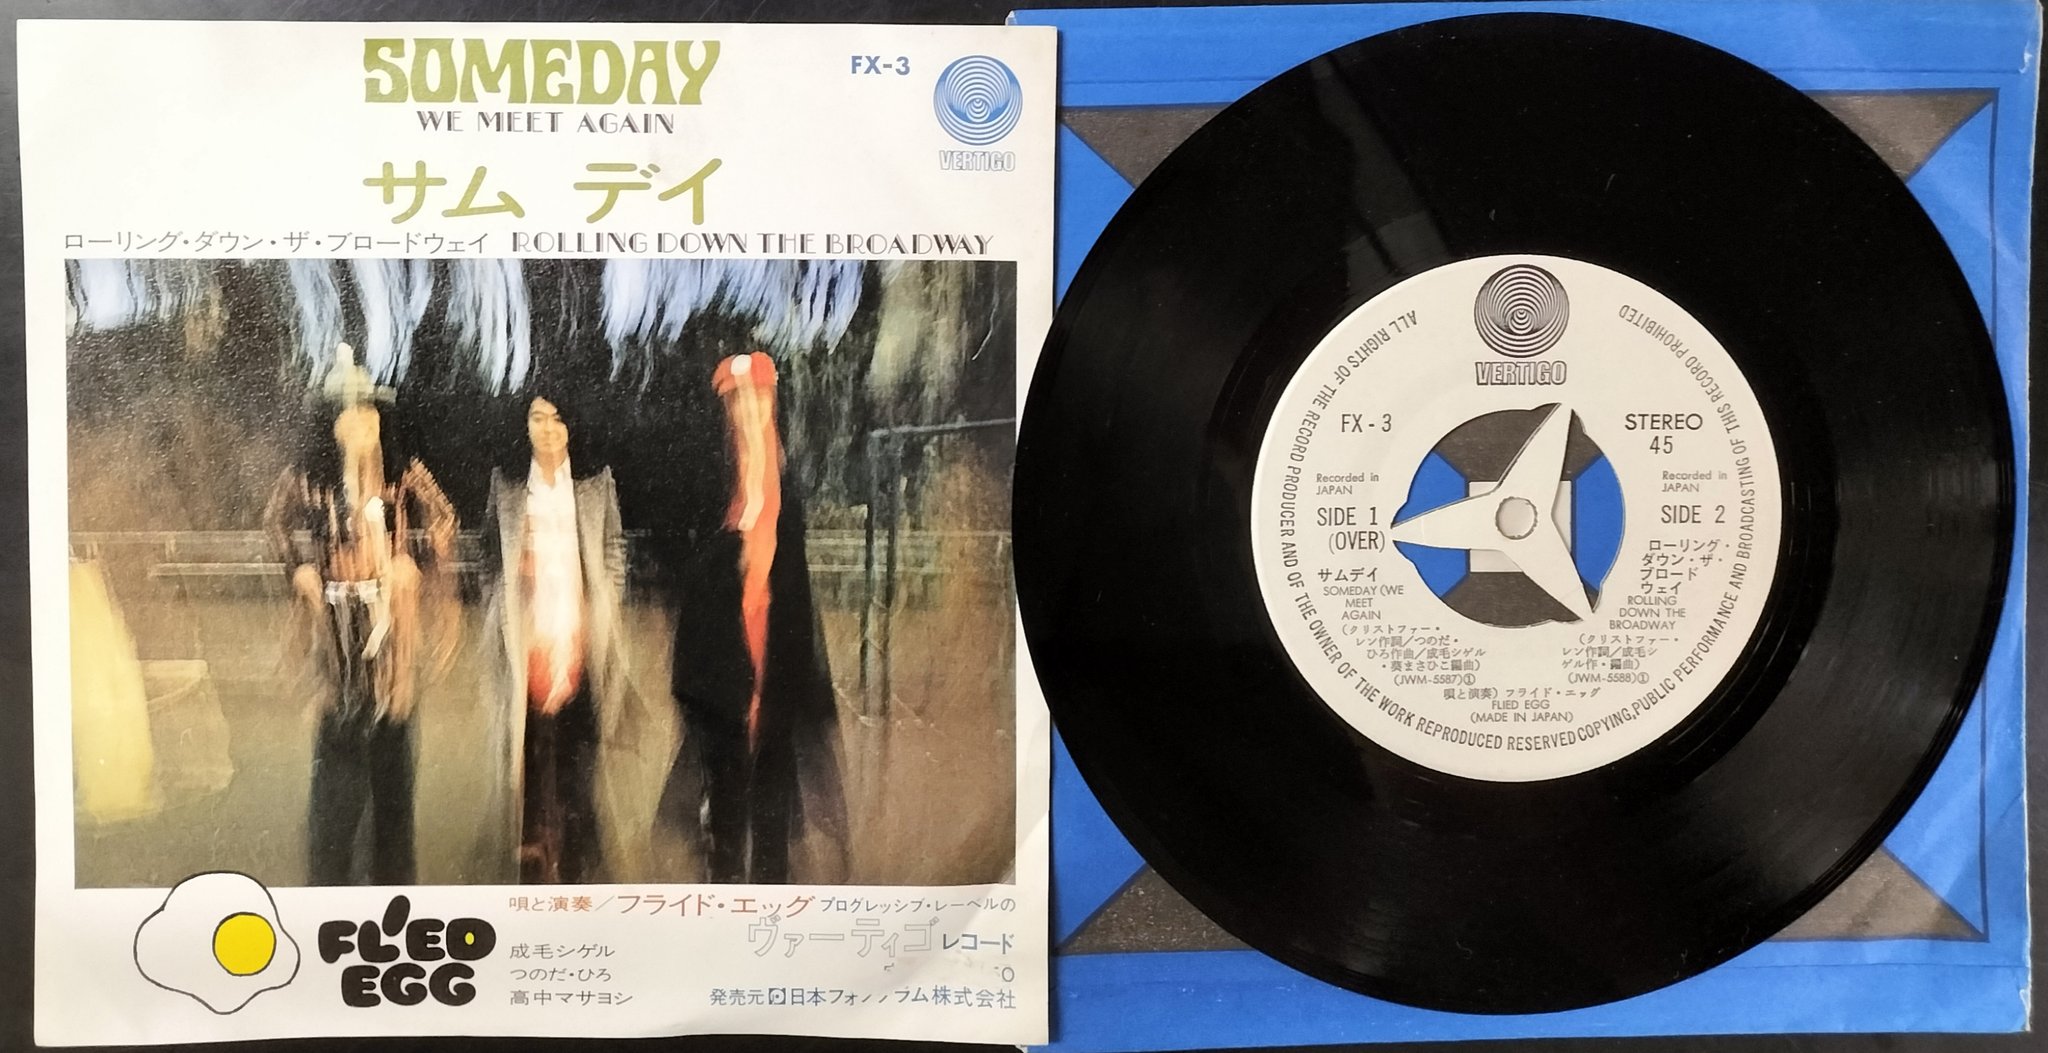 SOMEDAY
WE MEET AGAIN
FX-3
VERTIGO
サム デイ
ローリング・ダウン・ザ・ブロードウェイ ROLLING DOWN THE BROADWAY
FLIED
EGG
唄と演奏/フライド・エッグ プログレッシブ・レーベルの
ヴァーティゴ レコード
成毛シゲル
つのだ・ひろ
高中マサヨシ
発売元 日本フォ ラム株式会社
VERTIGO
ALL RIGHTS OF THE RECORD PRODUCER AND OF THE OWNER OF THE WORK REPRODUCED RESERVED COPYING, PUBLIC PERFORMANCE AND BROADCASTING OF THIS RECORD PROHIBITED
FX-3
STEREO
45
Recorded in
JAPAN
SIDE 1
(OVER)
サムデイ
SOMEDAY (WE
MEET
AGAIN
(クリストファー・
レン作詞/つのだ・
ひろ作曲/成毛シゲル
・葵まさひこ編曲)
(JWM-5587)①
Recorded in
JAPAN
SIDE 2
ローリング・
ダウン・ザ・
ブロード
ウェイ
ROLLING
DOWN THE
BROADWAY
(クリストファー・
レン作詞/成毛シ
ゲル作・編曲)
(JWM-5588)①
唄と演奏) フライド・エッグ
FLIED EGG
(MADE IN JAPAN)